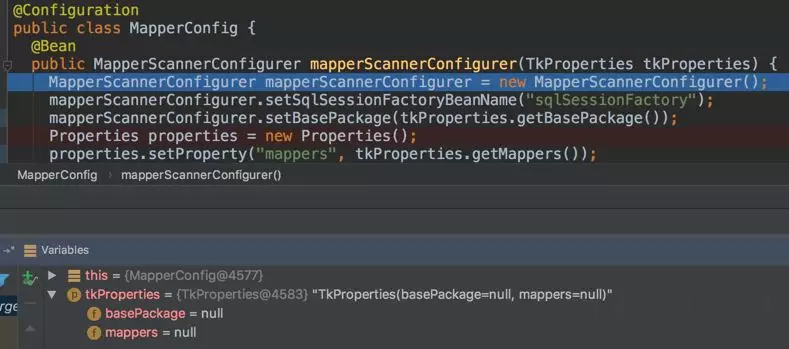 @Configuration
public class MapperConfig {
@Bean
public MapperScannerConfigurer mapperScannerConfigurer(TkProperties tkProperties) {
MapperScannerConfigurer mapperScannerConfigurer = new MapperScannerConfigurer();
mapperScannerConfigurer.setSqlSessionFactoryBeanName("sqlSessionFactory");
mapperScannerConfigurer.setBasePackage(tkProperties.getBasePackage());
Properties properties = new Properties();
properties.setProperty("mappers", tkProperties.getMappers());
MapperConfig › mapperScannerConfigurer()
Variables
this = {MapperConfig@4577}
p tkProperties = {TkProperties@4583} "TkProperties(basePackage=null, mappers=null)"
f basePackage = null
f mappers = null